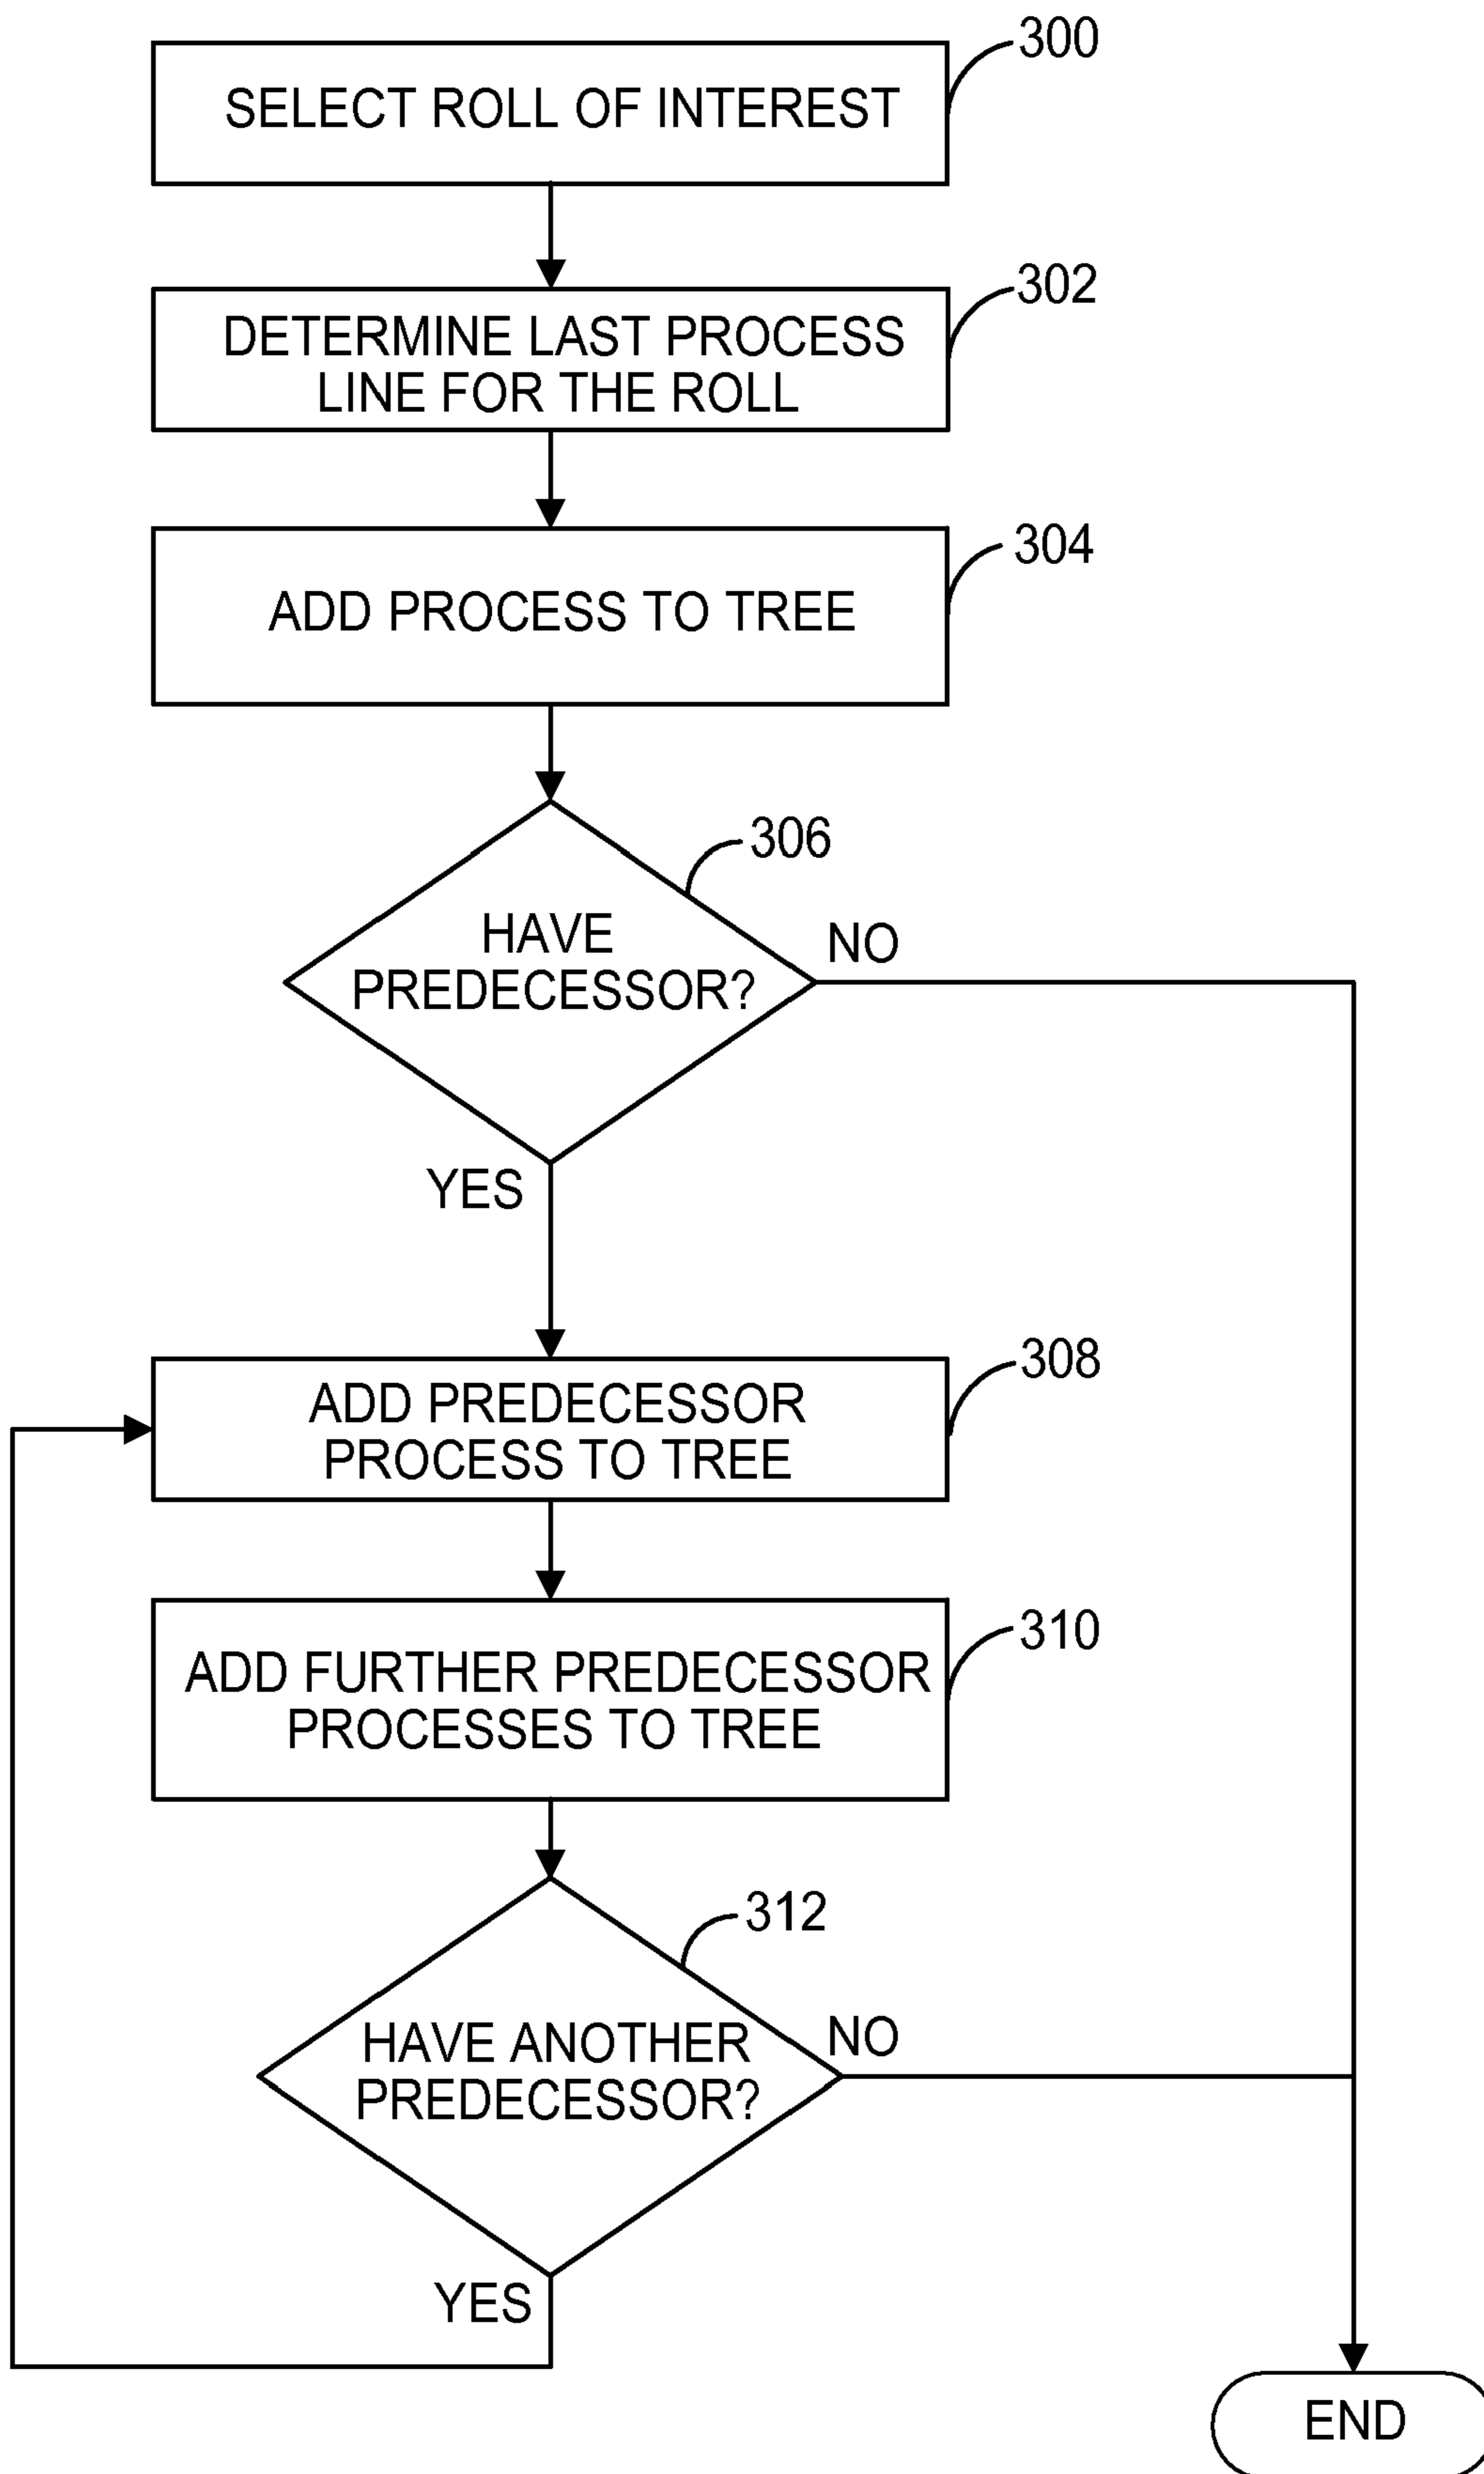 300
SELECT ROLL OF INTEREST
302
DETERMINE LAST PROCESS
LINE FOR THE ROLL
304
ADD PROCESS TO TREE
306
HAVE
PREDECESSOR?
NO
YES
308
ADD PREDECESSOR
PROCESS TO TREE
310
ADD FURTHER PREDECESSOR
PROCESSES TO TREE
312
HAVE ANOTHER
PREDECESSOR?
NO
YES
END